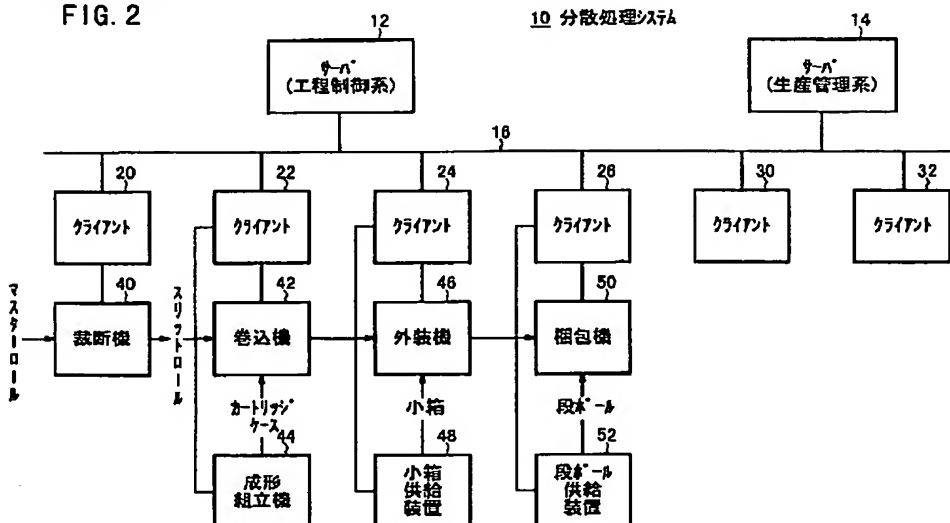 FIG. 2
10 分散処理システム
12
サーバ
(工程制御系)
14
サーバ
(生産管理系)
16
20
クライアント
22
クライアント
24
クライアント
26
クライアント
30
クライアント
32
クライアント
マスターロール
40
裁断機
スリットロール
42
巻込機
46
外装機
50
梱包機
カートリッジ
ケース
小箱
段ボール
44
成形
組立機
48
小箱
供給
装置
52
段ボール
供給
装置